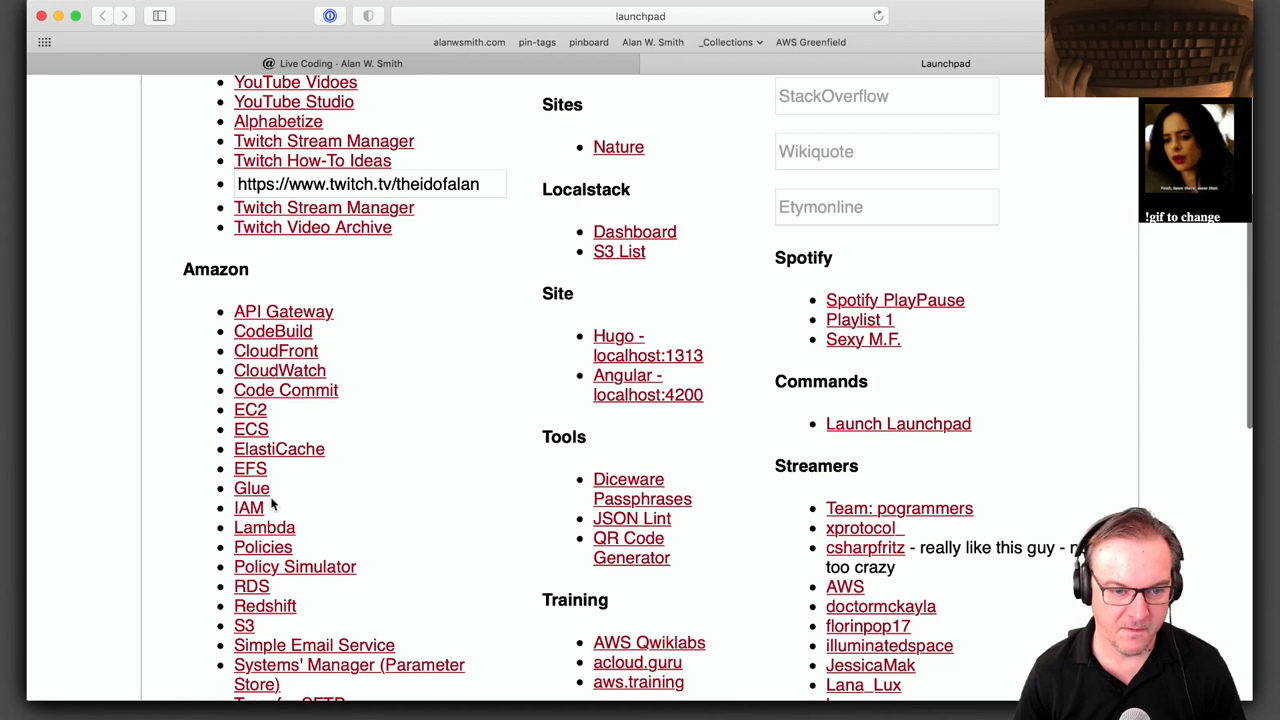 launchpad
alanwsmith.com
pin-tags
pinboard
Alan W. Smith
_Collections
AWS Greenfield
@ Live Coding - Alan W. Smith
Launchpad
YouTube Vidoes
YouTube Studio
Alphabetize
Twitch Stream Manager
Twitch How-To Ideas
https://www.twitch.tv/theidofalan
Twitch Stream Manager
Twitch Video Archive
Amazon
API Gateway
CodeBuild
CloudFront
CloudWatch
Code Commit
EC2
ECS
ElastiCache
EFS
Glue
IAM
Lambda
Policies
Policy Simulator
RDS
Redshift
S3
Simple Email Service
Systems' Manager (Parameter
Store)
Sites
Nature
Localstack
Dashboard
S3 List
Site
Hugo -
localhost:1313
Angular -
localhost:4200
Tools
Diceware
Passphrases
JSON Lint
QR Code
Generator
Training
AWS Qwiklabs
acloud.guru
aws.training
StackOverflow
Wikiquote
Etymonline
Spotify
Spotify PlayPause
Playlist 1
Sexy M.F.
Commands
Launch Launchpad
Streamers
Team: pogrammers
xprotocol_
csharpfritz - really like this guy -
too crazy
AWS
doctormckayla
florinpop17
illuminatedspace
JessicaMak
Lana_Lux
!gif to change